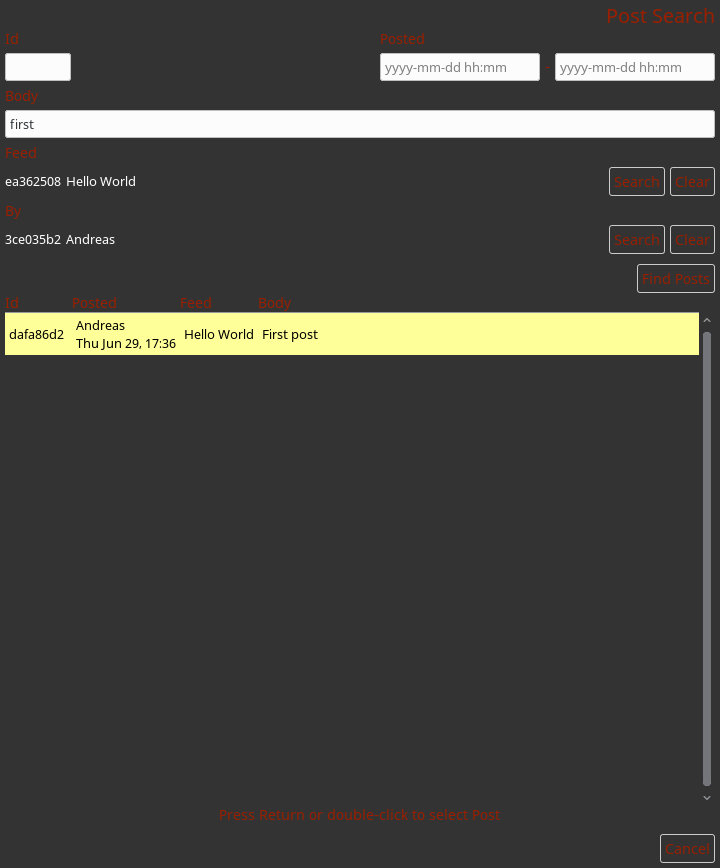 Post Search
Id Posted
yyyy-mm-dd hh:mm – yyyy-mm-dd hh:mm
Body
first
Feed
ea362508 Hello World Search Clear
By
3ce035b2 Andreas Search Clear
Find Posts
Id Posted Feed Body
dafa86d2 Andreas Thu Jun 29, 17:36 Hello World First post
Press Return or double-click to select Post
Cancel